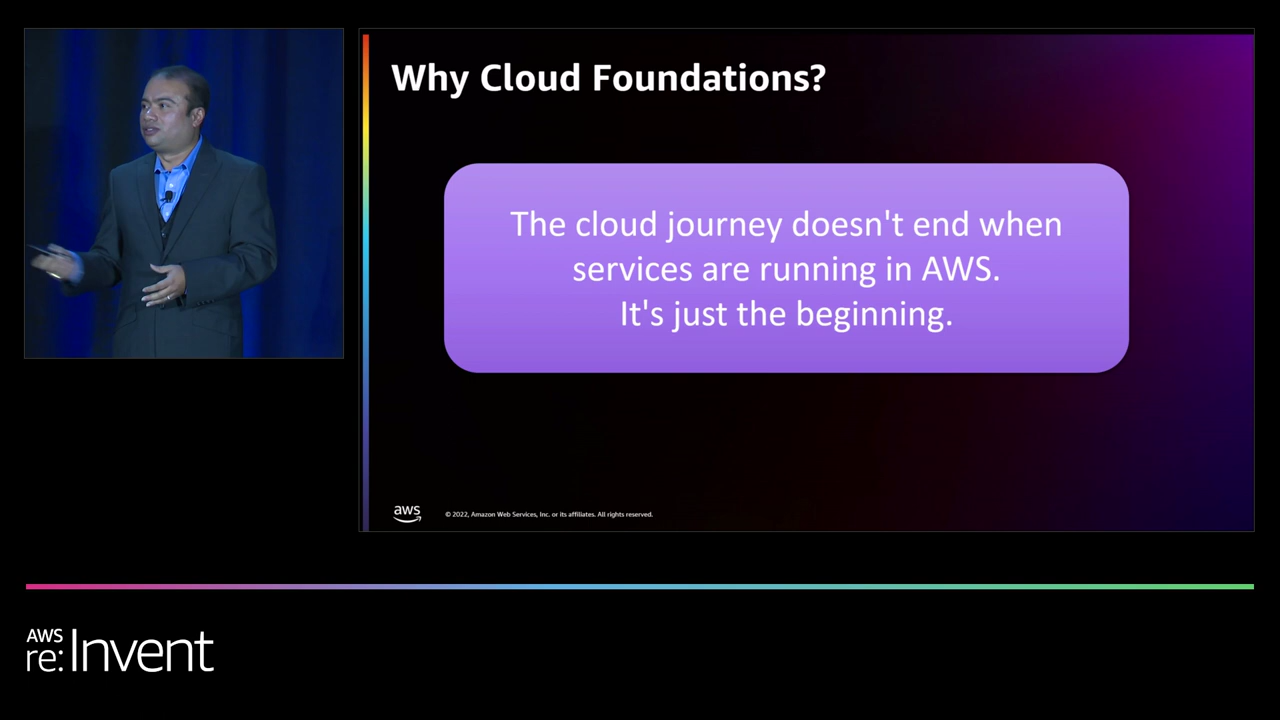 Why Cloud Foundations?
The cloud journey doesn't end when
services are running in AWS.
It's just the beginning.
aws
© 2022, Amazon Web Services, Inc. or its affiliates. All rights reserved.
AWS
re:Invent